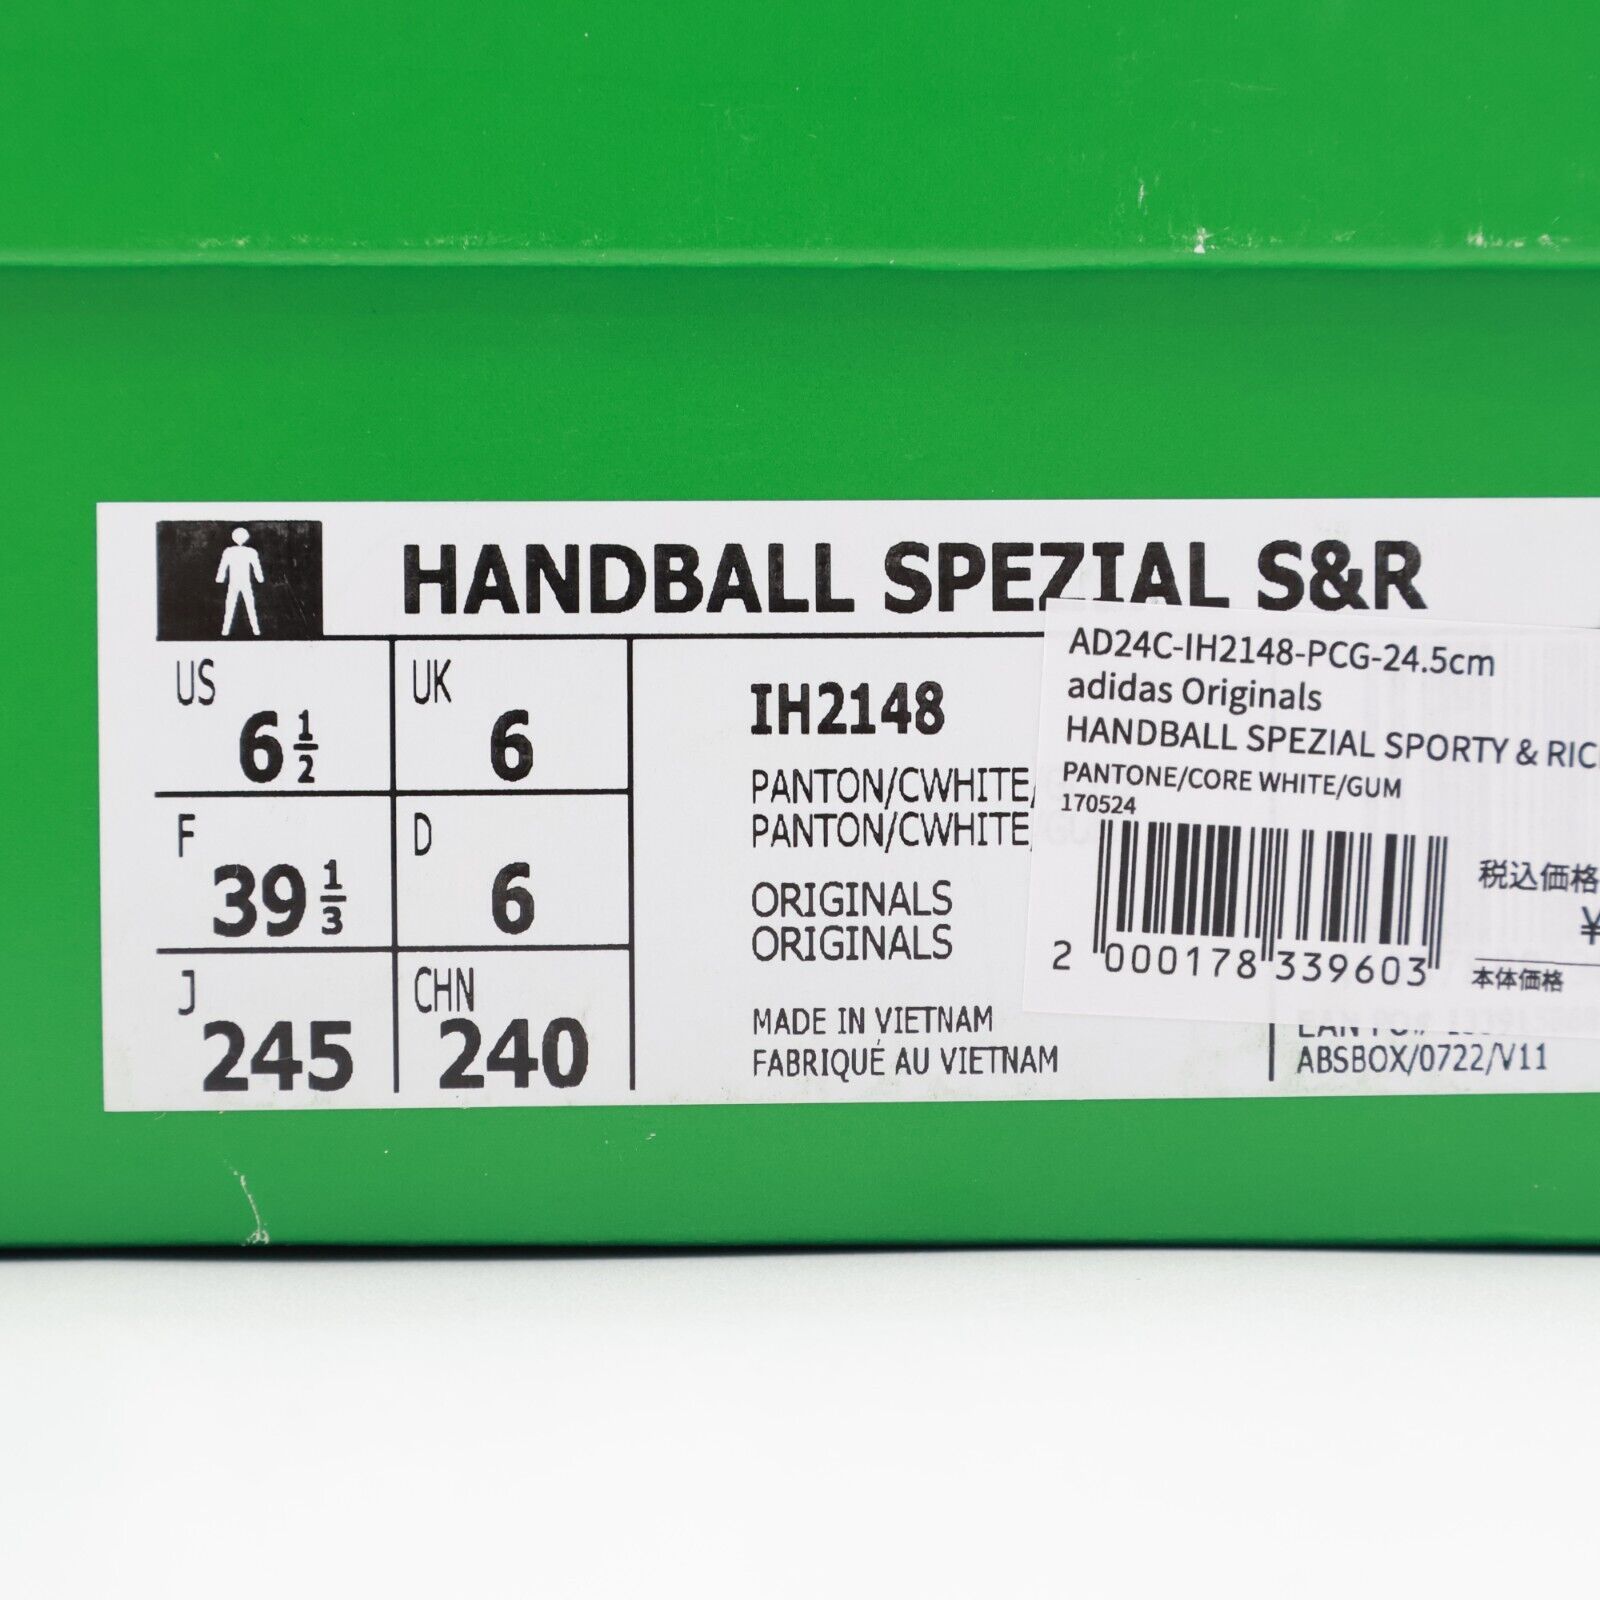 HANDBALL SPEZIAL S&R
US
6 1/2
UK
6
F
39 1/3
D
6
J
245
CHN
240
IH2148
PANTON/CWHITE/
PANTON/CWHITE
ORIGINALS
ORIGINALS
MADE IN VIETNAM
FABRIQUÉ AU VIETNAM
AD24C-IH2148-PCG-24.5cm
adidas Originals
HANDBALL SPEZIAL SPORTY & RIC
PANTONE/CORE WHITE/GUM
170524
2 000178 339603
税込価格
¥
本体価格
EAN PO#
ABSBOX/0722/V11